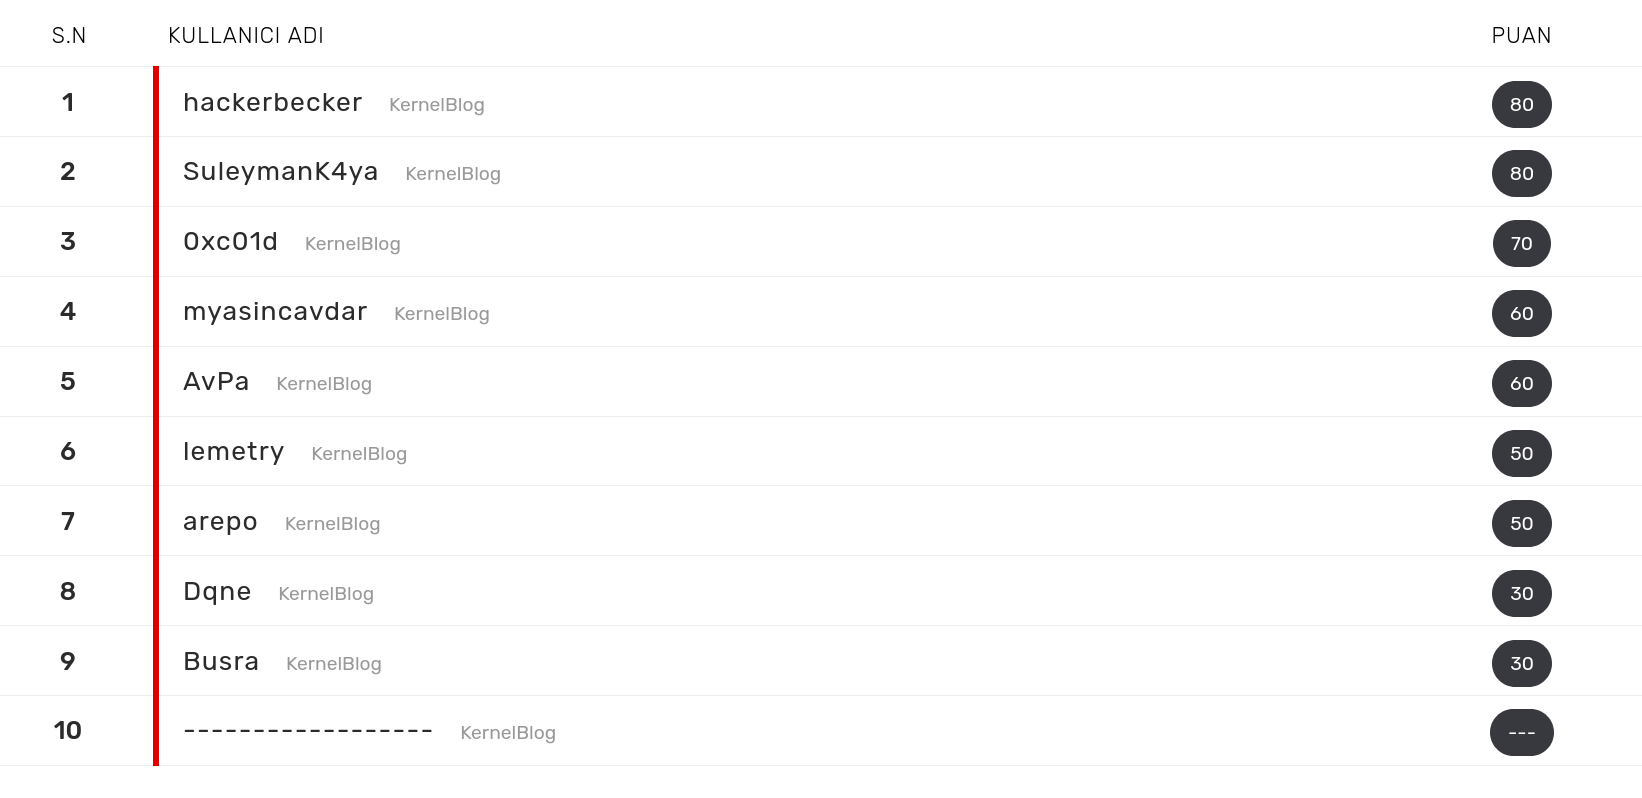 S.N KULLANICI ADI PUAN
1 hackerbecker KernelBlog 80
2 SuleymanK4ya KernelBlog 80
3 0xc01d KernelBlog 70
4 myasincavdar KernelBlog 60
5 AvPa KernelBlog 60
6 lemetry KernelBlog 50
7 arepo KernelBlog 50
8 Dqne KernelBlog 30
9 Busra KernelBlog 30
10 ------------------ KernelBlog ---